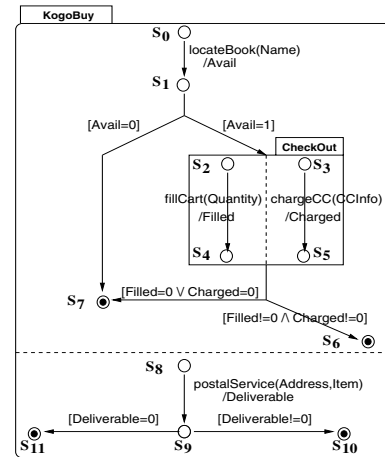 KogoBuy
S0
locateBook(Name)
/Avail
S1
[Avail=0]
[Avail=1]
CheckOut
S2
S3
fillCart(Quantity)
/Filled
chargeCC(CCInfo)
/Charged
S4
S5
[Filled=0 \/ Charged=0]
S7
[Filled!=0 /\ Charged!=0]
S6
S8
postalService(Address,Item)
/Deliverable
[Deliverable=0]
[Deliverable!=0]
S11
S9
S10